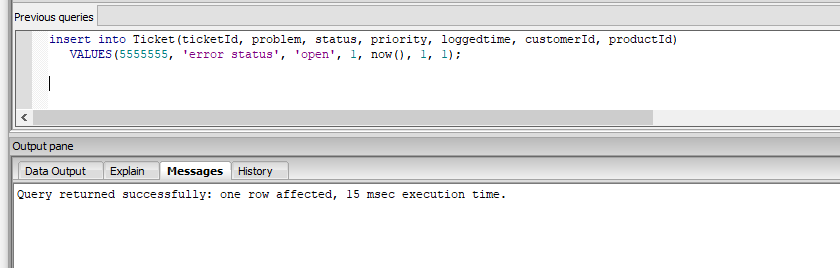 Previous queries
insert into Ticket(ticketId, problem, status, priority, loggedtime, customerId, productId)
VALUES(5555555, 'error status', 'open', 1, now(), 1, 1);
Output pane
Data Output Explain Messages History
Query returned successfully: one row affected, 15 msec execution time.